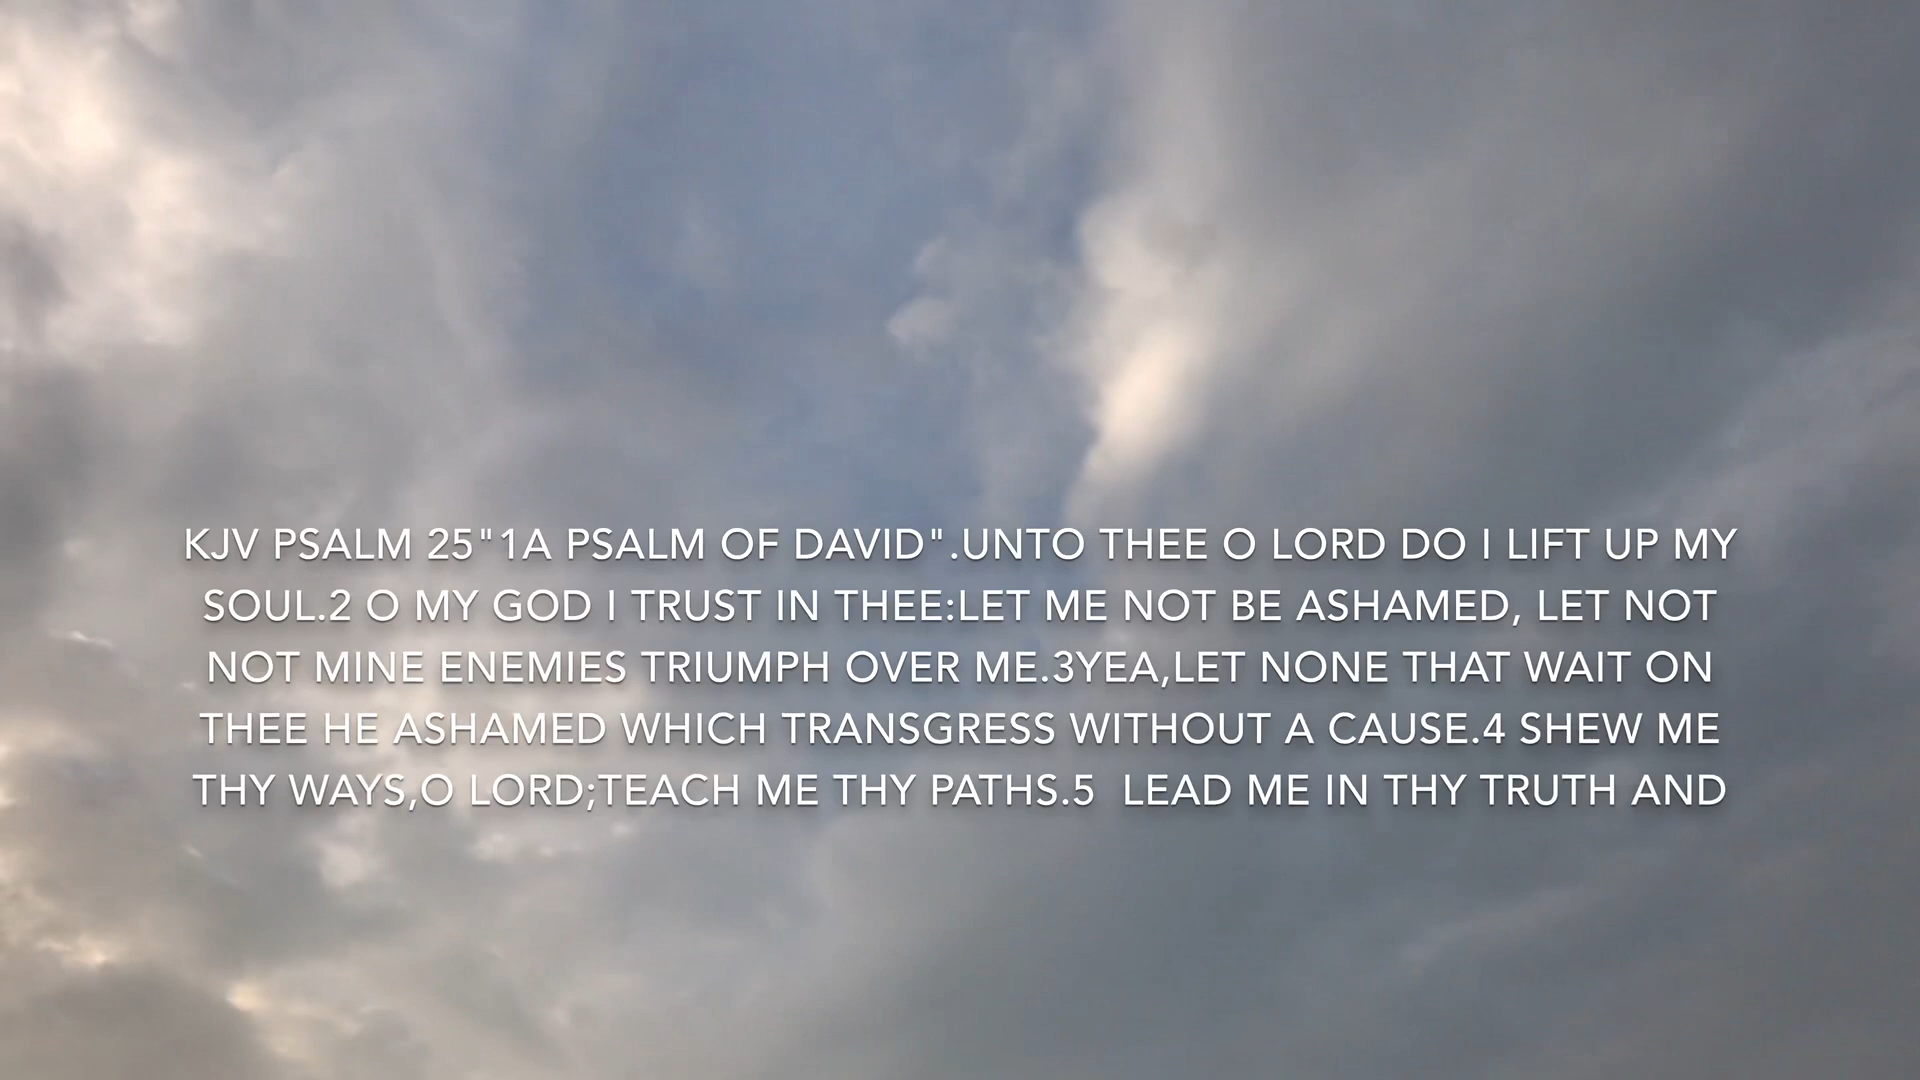 KJV PSALM 25"1A PSALM OF DAVID".UNTO THEE O LORD DO I LIFT UP MY
SOUL.2 O MY GOD I TRUST IN THEE:LET ME NOT BE ASHAMED, LET NOT
NOT MINE ENEMIES TRIUMPH OVER ME.3YEA,LET NONE THAT WAIT ON
THEE HE ASHAMED WHICH TRANSGRESS WITHOUT A CAUSE.4 SHEW ME
THY WAYS,O LORD;TEACH ME THY PATHS.5  LEAD ME IN THY TRUTH AND